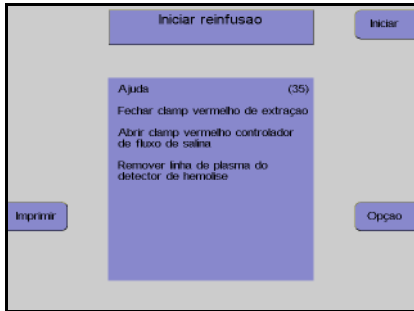 Iniciar reinfusao
Iniciar
Ajuda (35)
Fechar clamp vermelho de extraçao
Abrir clamp vermelho controlador
de fluxo de salina
Remover linha de plasma do
detector de hemolise
Imprimir
Opçao